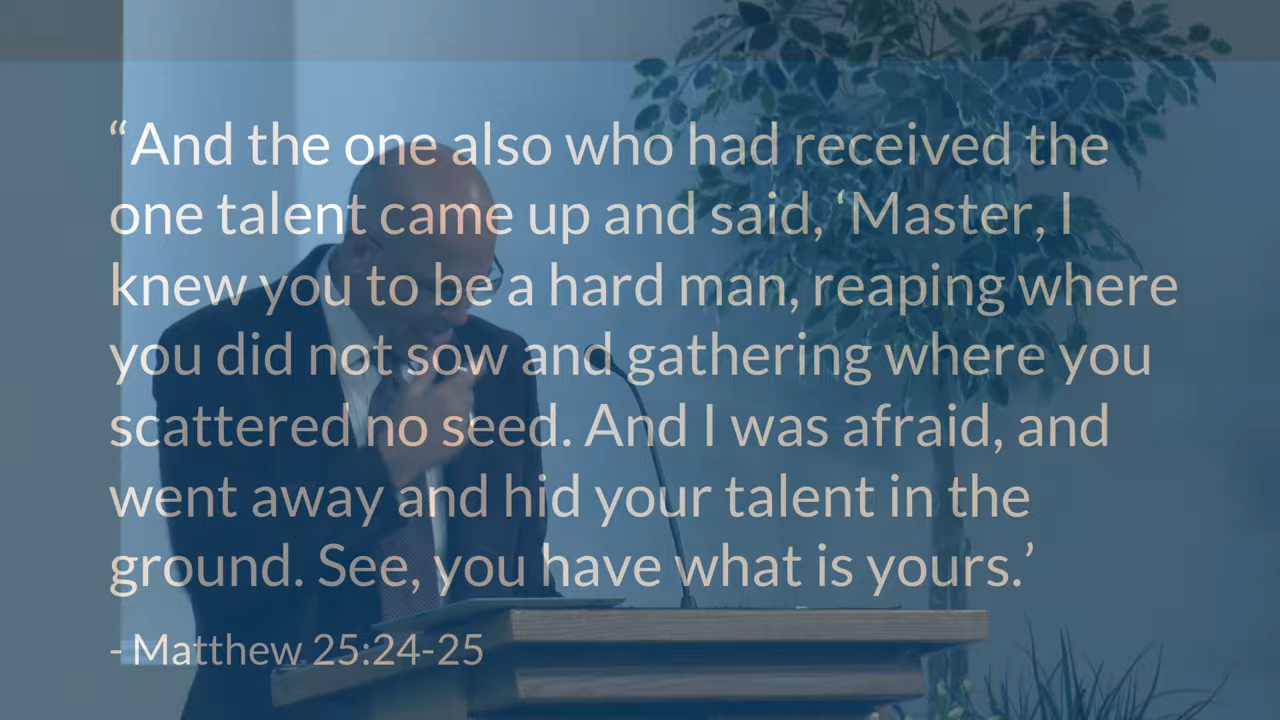 “And the one also who had received the
one talent came up and said, ‘Master, I
knew you to be a hard man, reaping where
you did not sow and gathering where you
scattered no seed. And I was afraid, and
went away and hid your talent in the
ground. See, you have what is yours.’
- Matthew 25:24-25